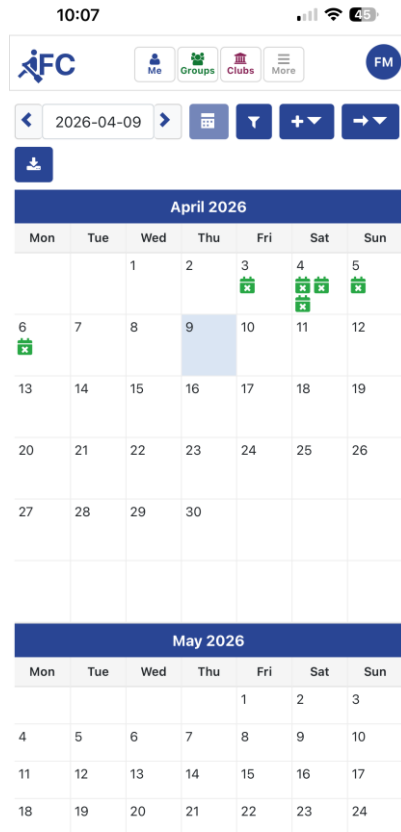 10:07
45
FC
Me Groups Clubs More
FM
2026-04-09
April 2026
Mon Tue Wed Thu Fri Sat Sun
1 2 3 4 5
6 7 8 9 10 11 12
13 14 15 16 17 18 19
20 21 22 23 24 25 26
27 28 29 30
May 2026
Mon Tue Wed Thu Fri Sat Sun
1 2 3
4 5 6 7 8 9 10
11 12 13 14 15 16 17
18 19 20 21 22 23 24